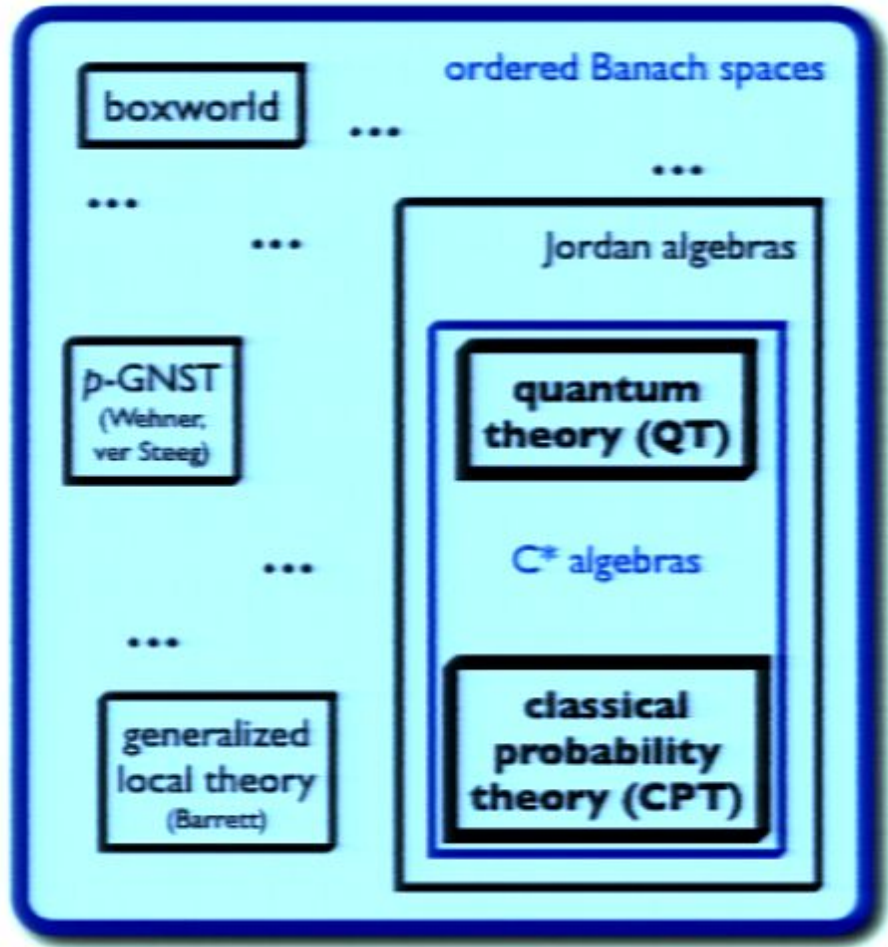 ordered Banach spaces
boxworld
...
...
...
...
Jordan algebras
p-GNST
(Wehner,
ver Steeg)
quantum
theory (QT)
C* algebras
...
...
generalized
local theory
(Barrett)
classical
probability
theory (CPT)